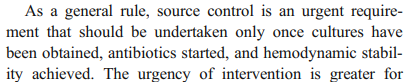 As a general rule, source control is an urgent require-
ment that should be undertaken only once cultures have
been obtained, antibiotics started, and hemodynamic stabil-
ity achieved. The urgency of intervention is greater for